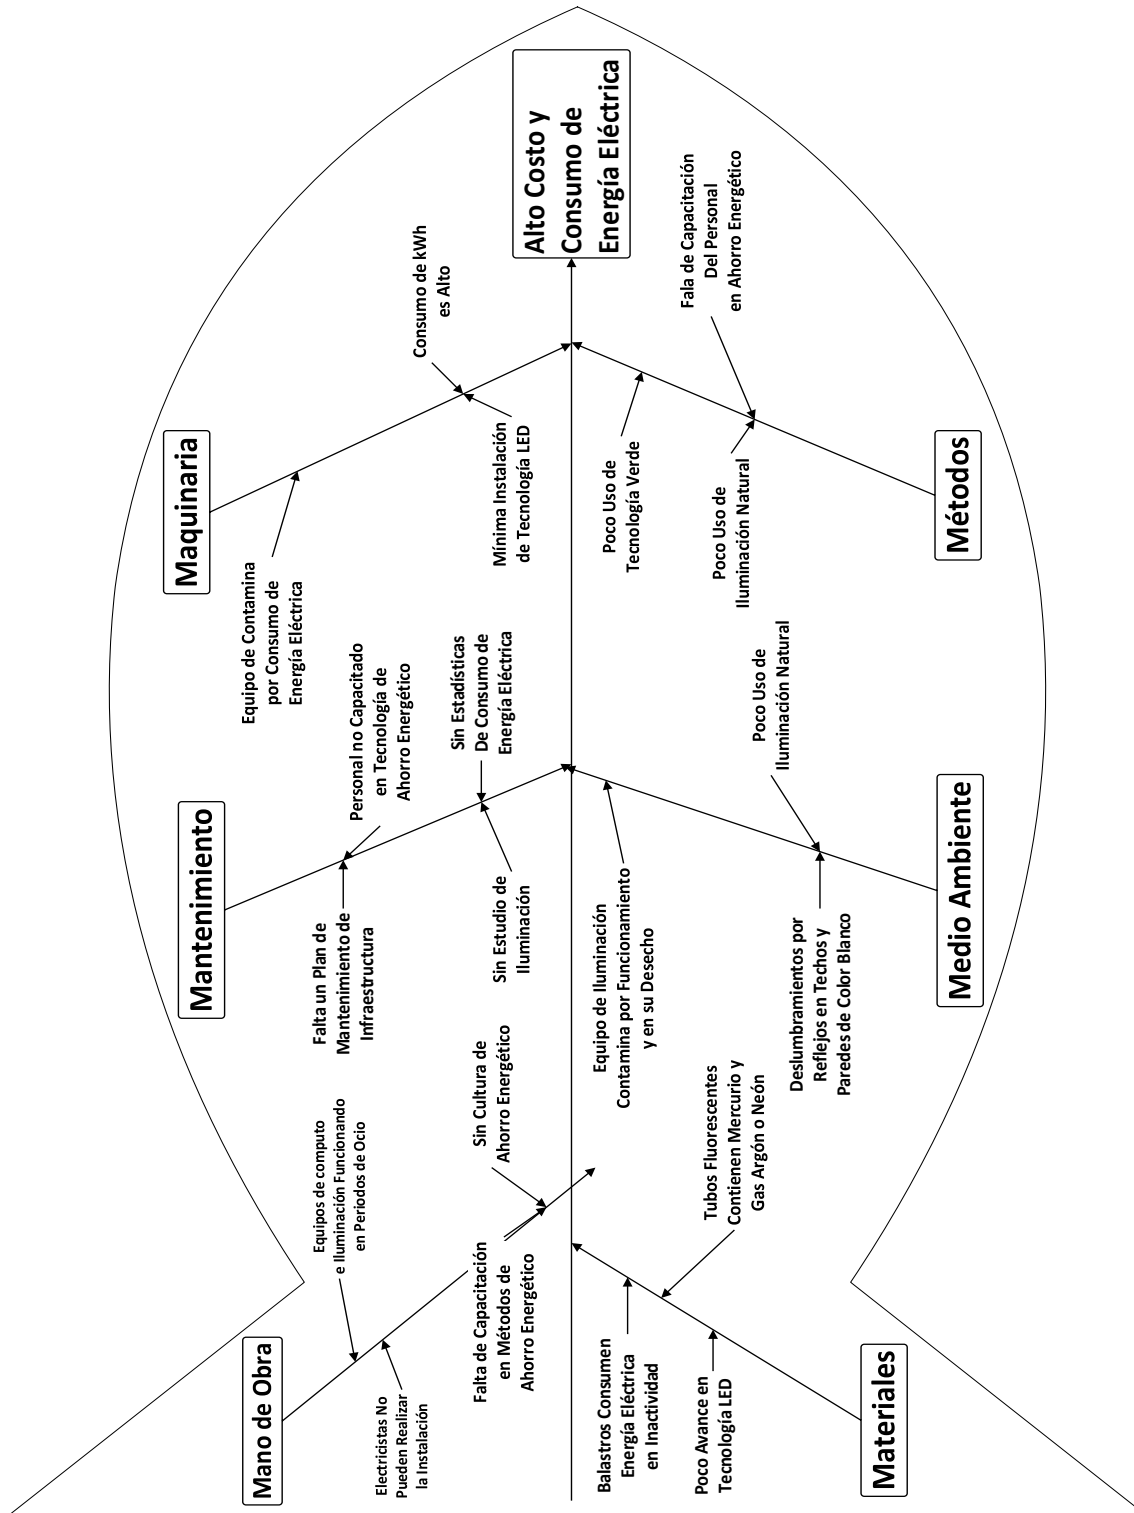 Mano de Obra
Equipos de computo
e Iluminación Funcionando
en Periodos de Ocio
Electricistas No
Pueden Realizar
la Instalación
Sin Cultura de
Ahorro Energético
Falta de Capacitación
en Métodos de
Ahorro Energético
Mantenimiento
Personal no Capacitado
en Tecnología de
Ahorro Energético
Falta un Plan de
Mantenimiento de
Infraestructura
Sin Estadísticas
De Consumo de
Energía Eléctrica
Sin Estudio de
Iluminación
Maquinaria
Equipo de Contamina
por Consumo de
Energía Eléctrica
Consumo de kWh
es Alto
Mínima Instalación
de Tecnología LED
Alto Costo y
Consumo de
Energía Eléctrica
Balastros Consumen
Energía Eléctrica
en Inactividad
Tubos Fluorescentes
Contienen Mercurio y
Gas Argón o Neón
Poco Avance en
Tecnología LED
Materiales
Equipo de Iluminación
Contamina por Funcionamiento
y en su Desecho
Poco Uso de
Iluminación Natural
Deslumbramientos por
Reflejos en Techos y
Paredes de Color Blanco
Medio Ambiente
Poco Uso de
Tecnología Verde
Fala de Capacitación
Del Personal
en Ahorro Energético
Poco Uso de
Iluminación Natural
Métodos